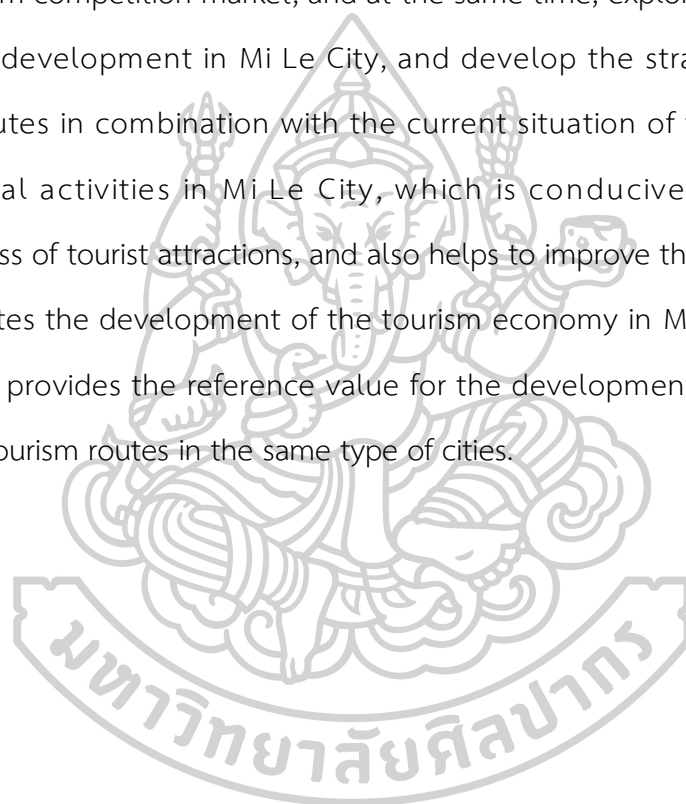 m competition market, and at the same time, explor
development in Mi Le City, and develop the stra
utes in combination with the current situation of
al activities in Mi Le City, which is conducive
ss of tourist attractions, and also helps to improve th
tes the development of the tourism economy in M
provides the reference value for the development
ourism routes in the same type of cities.
มหาวิทยาลัยศิลปากร